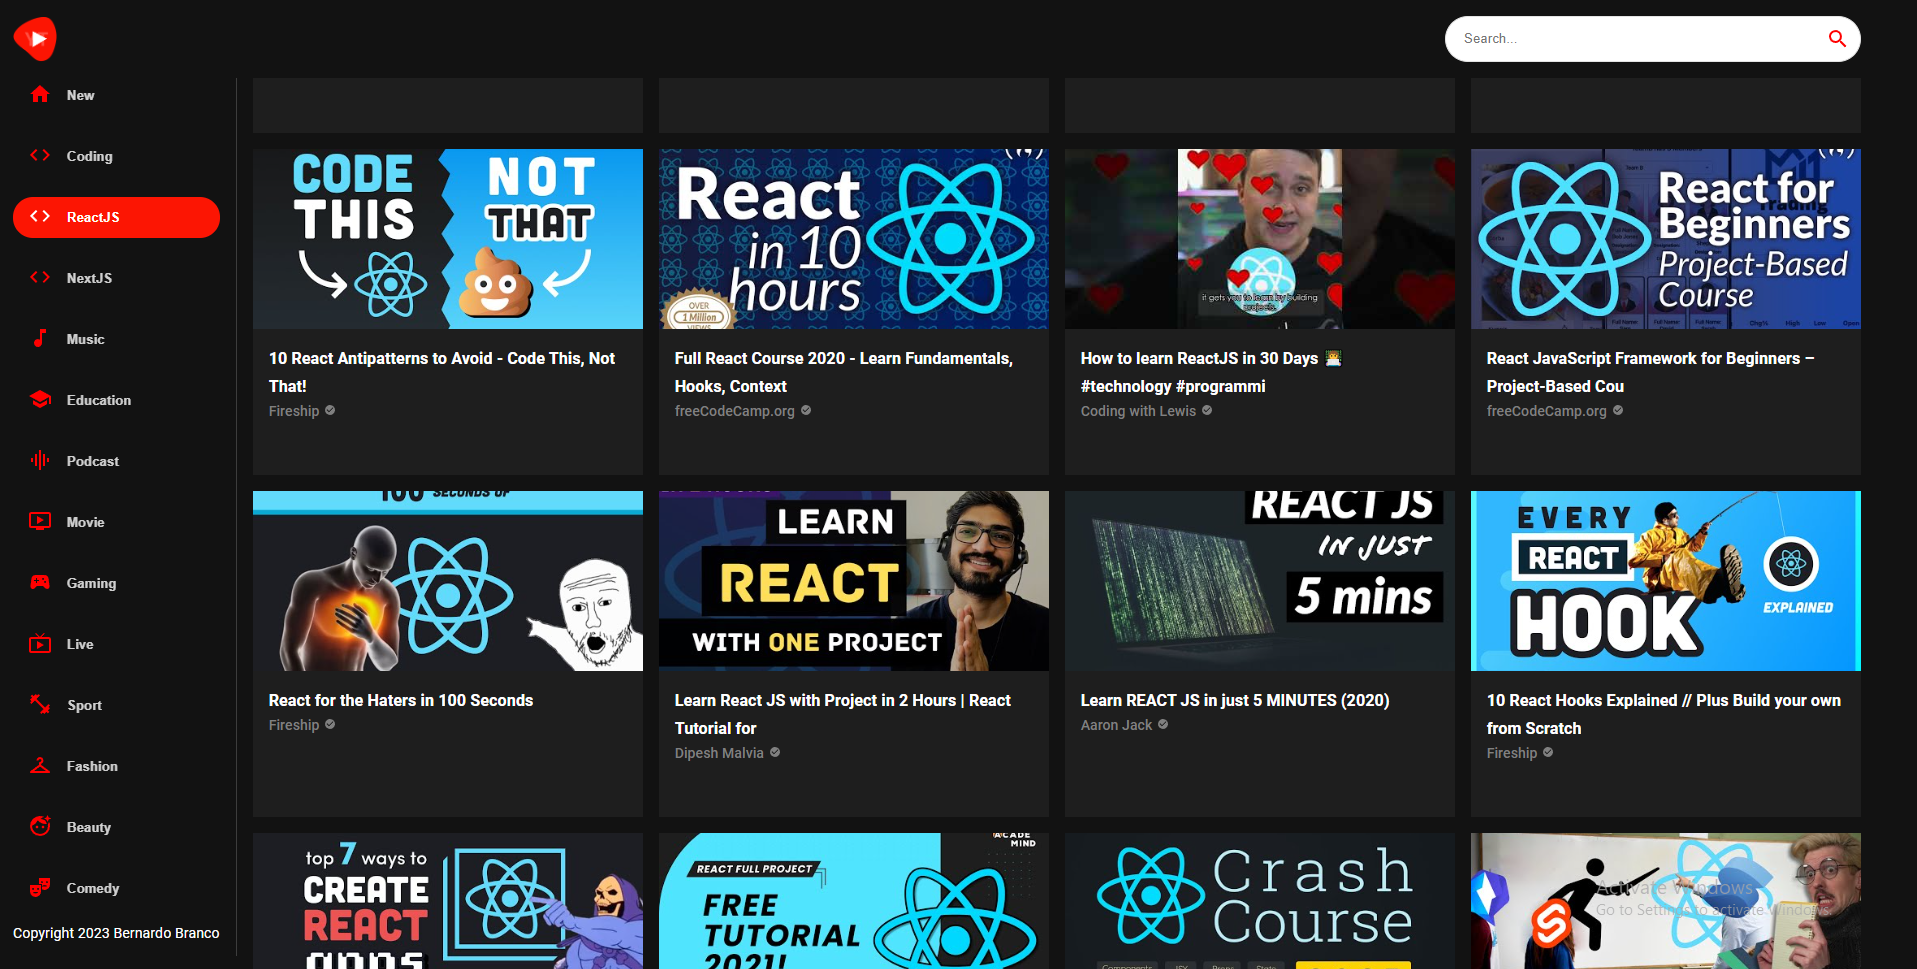 Search...
New
Coding
ReactJS
NextJS
Music
Education
Podcast
Movie
Gaming
Live
Sport
Fashion
Beauty
Comedy
Copyright 2023 Bernardo Branco
CODE
THIS
NOT
THAT
10 React Antipatterns to Avoid - Code This, Not
That!
Fireship
React
in 10
hours
OVER
1 Million
VIEWS
Full React Course 2020 - Learn Fundamentals,
Hooks, Context
freeCodeCamp.org
it gets you to learn by building
projects.
How to learn ReactJS in 30 Days 👨‍💻
#technology #programmi
Coding with Lewis
React for
Beginners
Project-Based
Course
React JavaScript Framework for Beginners –
Project-Based Cou
freeCodeCamp.org
100 SECONDS OF
React for the Haters in 100 Seconds
Fireship
LEARN
REACT
WITH ONE PROJECT
Learn React JS with Project in 2 Hours | React
Tutorial for
Dipesh Malvia
REACT JS
IN JUST
5 mins
Learn REACT JS in just 5 MINUTES (2020)
Aaron Jack
EVERY
REACT
HOOK
EXPLAINED
10 React Hooks Explained // Plus Build your own
from Scratch
Fireship
top 7 ways to
CREATE
REACT
APPS
ACADE
MIND
REACT FULL PROJECT
FREE
TUTORIAL
2021!
Crash
Course
Components JSX Props State
Activate Windows
Go to Settings to activate Windows.